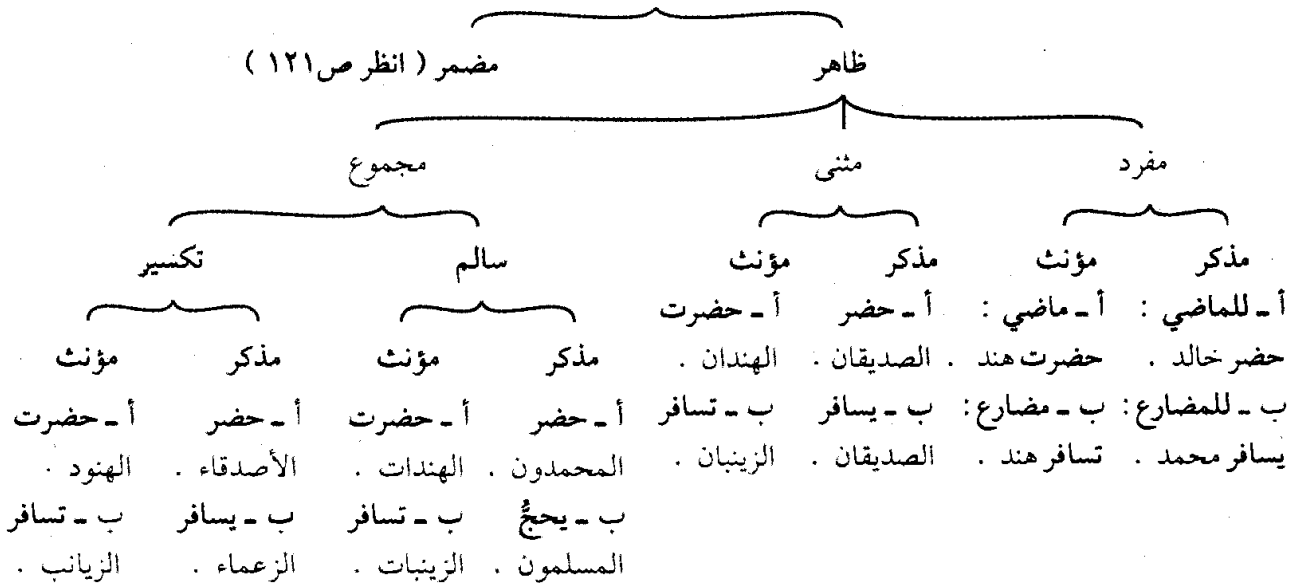 ظاهر مضمر ( انظر ص١٢١ )
مفرد مثنى مجموع
مذكر مؤنث مذكر مؤنث سالم تكسير
أ ـ للماضي : أ ـ ماضي : أ ـ حضر أ ـ حضرت
حضر خالد . حضرت هند . الصديقان . الهندان .
ب ـ للمضارع : ب ـ مضارع : ب ـ يسافر ب ـ تسافر
يسافر محمد . تسافر هند . الصديقان . الزينبان .
مذكر مؤنث مذكر مؤنث
أ ـ حضر أ ـ حضرت أ ـ حضر أ ـ حضرت
المحمدون . الهندات . الأصدقاء . الهنود .
ب ـ يحجُّ ب ـ تسافر ب ـ يسافر ب ـ تسافر
المسلمون . الزينبات . الزعماء . الزيانب .